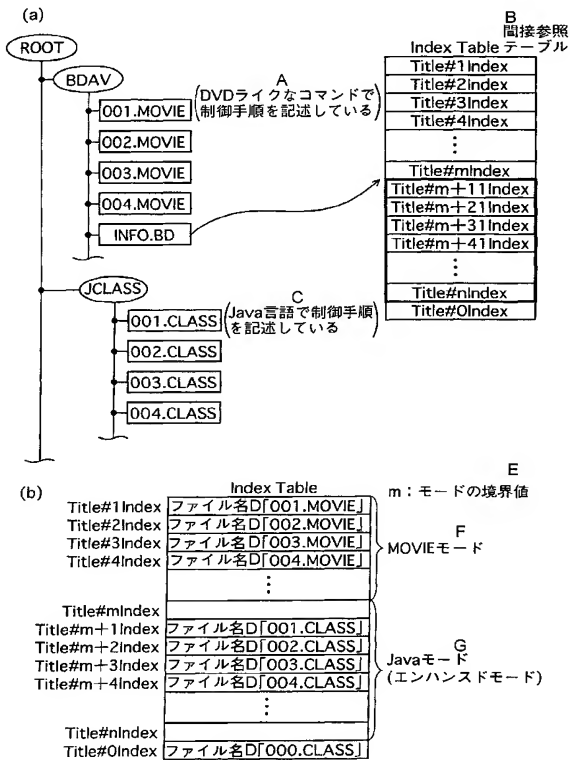 (a)
ROOT
BDAV
A
DVDライクなコマンドで
制御手順を記述している
001.MOVIE
002.MOVIE
003.MOVIE
004.MOVIE
INFO.BD
JCLASS
C
Java言語で制御手順
を記述している
001.CLASS
002.CLASS
003.CLASS
004.CLASS
B
間接参照
Index Table テーブル
Title#1Index
Title#2Index
Title#3Index
Title#4Index
⋮
Title#mIndex
Title#m+11Index
Title#m+21Index
Title#m+31Index
Title#m+41Index
⋮
Title#nIndex
Title#0Index
(b)
Index Table
E
m：モードの境界値
Title#1Index ファイル名D「001.MOVIE」
Title#2Index ファイル名D「002.MOVIE」
Title#3Index ファイル名D「003.MOVIE」
Title#4Index ファイル名D「004.MOVIE」
⋮
F
MOVIEモード
Title#mIndex
Title#m+1Index ファイル名D「001.CLASS」
Title#m+2Index ファイル名D「002.CLASS」
Title#m+3Index ファイル名D「003.CLASS」
Title#m+4Index ファイル名D「004.CLASS」
⋮
G
Javaモード
(エンハンスドモード)
Title#nIndex
Title#0Index ファイル名D「000.CLASS」